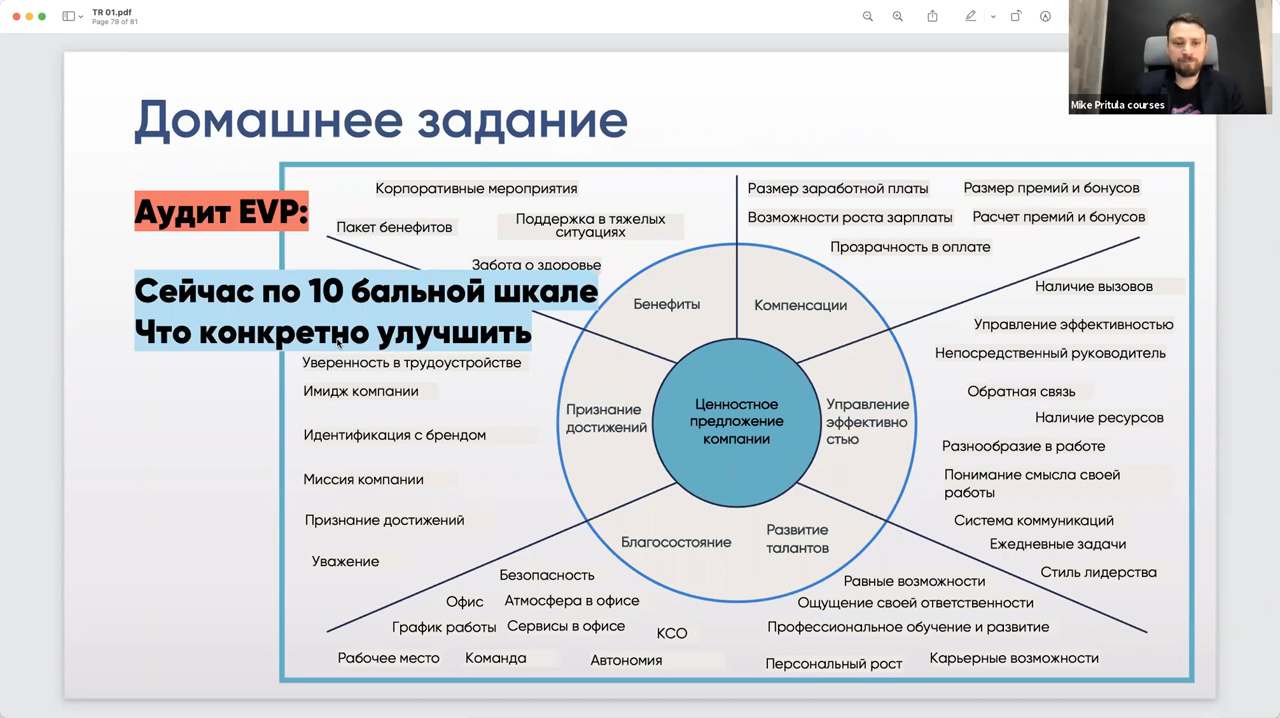 TR 01.pdf
Page 79 of 81
Mike Pritula courses
Домашнее задание
Аудит EVP:
Сейчас по 10 бальной шкале
Что конкретно улучшить
Корпоративные мероприятия
Пакет бенефитов
Поддержка в тяжелых
ситуациях
Забота о здоровье
Размер заработной платы
Размер премий и бонусов
Возможности роста зарплаты
Расчет премий и бонусов
Прозрачность в оплате
Бенефиты
Компенсации
Наличие вызовов
Управление эффективностью
Непосредственный руководитель
Обратная связь
Наличие ресурсов
Разнообразие в работе
Понимание смысла своей
работы
Система коммуникаций
Ежедневные задачи
Стиль лидерства
Уверенность в трудоустройстве
Имидж компании
Идентификация с брендом
Миссия компании
Признание достижений
Уважение
Признание
достижений
Ценностное
предложение
компании
Управление
эффективно
стью
Благосостояние
Развитие
талантов
Безопасность
Офис
Атмосфера в офисе
График работы
Сервисы в офисе
КСО
Рабочее место
Команда
Автономия
Равные возможности
Ощущение своей ответственности
Профессиональное обучение и развитие
Персональный рост
Карьерные возможности